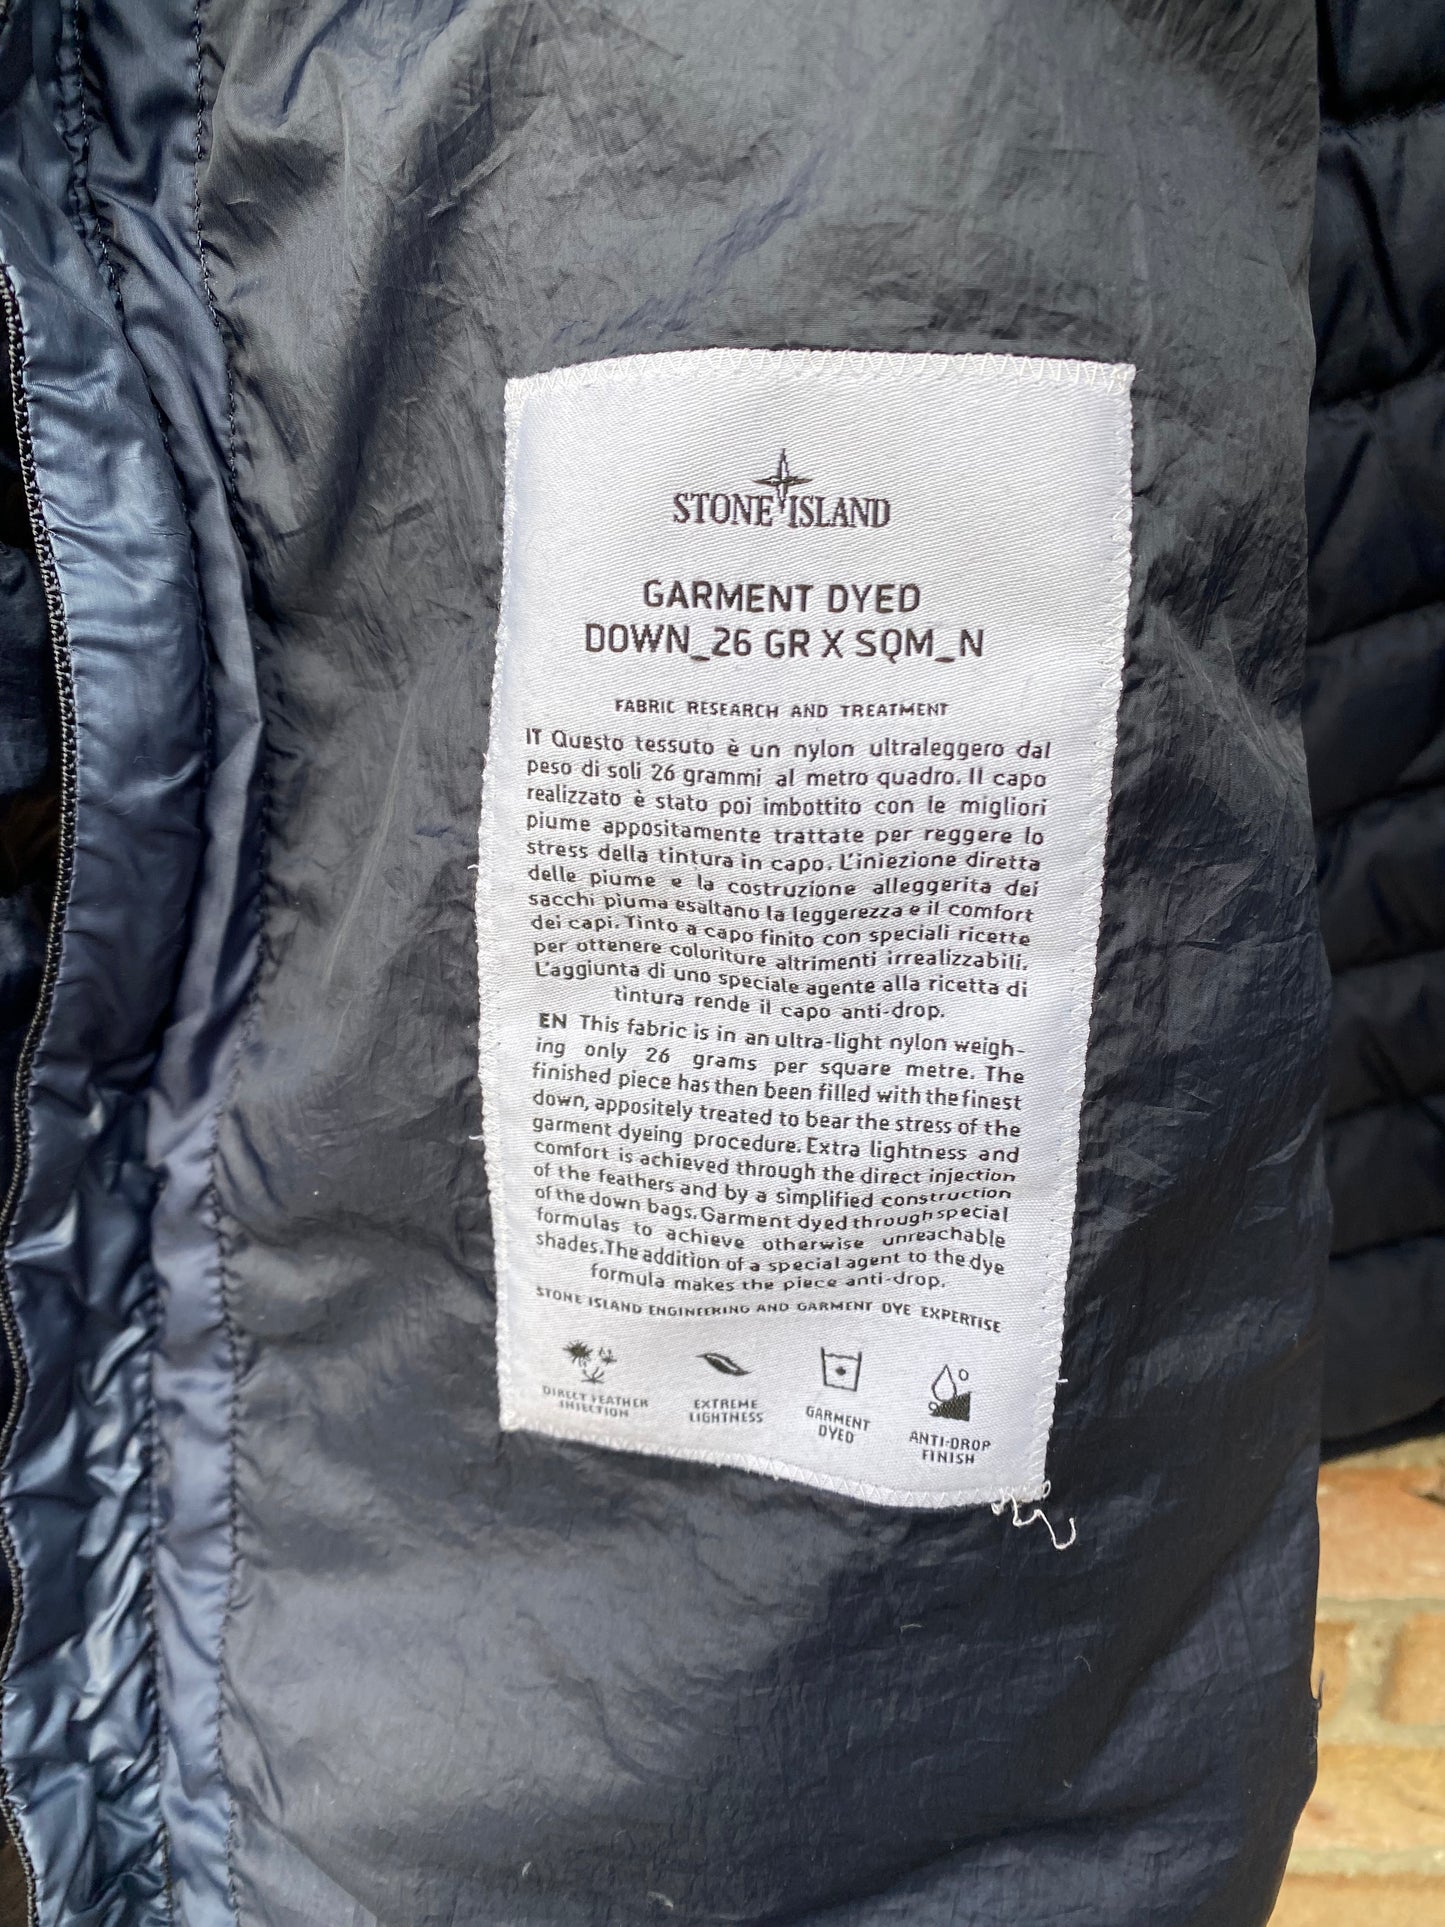 STONE ISLAND
GARMENT DYED
DOWN_26 GR X SQM_N
FABRIC RESEARCH AND TREATMENT
IT Questo tessuto è un nylon ultraleggero dal
peso di soli 26 grammi al metro quadro. Il capo
realizzato è stato poi imbottito con le migliori
piume appositamente trattate per reggere lo
stress della tintura in capo. L'iniezione diretta
delle piume e la costruzione alleggerita dei
sacchi piuma esaltano la leggerezza e il comfort
dei capi. Tinto a capo finito con speciali ricette
per ottenere coloriture altrimenti irrealizzabili.
L'aggiunta di uno speciale agente alla ricetta di
tintura rende il capo anti-drop.
EN This fabric is in an ultra-light nylon weigh-
ing only 26 grams per square metre. The
finished piece has then been filled with the finest
down, appositely treated to bear the stress of the
garment dyeing procedure. Extra lightness and
comfort is achieved through the direct injection
of the feathers and by a simplified construction
of the down bags. Garment dyed through special
formulas to achieve otherwise unreachable
shades. The addition of a special agent to the dye
formula makes the piece anti-drop.
STONE ISLAND ENGINEERING AND GARMENT DYE EXPERTISE
DIRECT FEATHER
INJECTION
EXTREME
LIGHTNESS
GARMENT
DYED
ANTI-DROP
FINISH